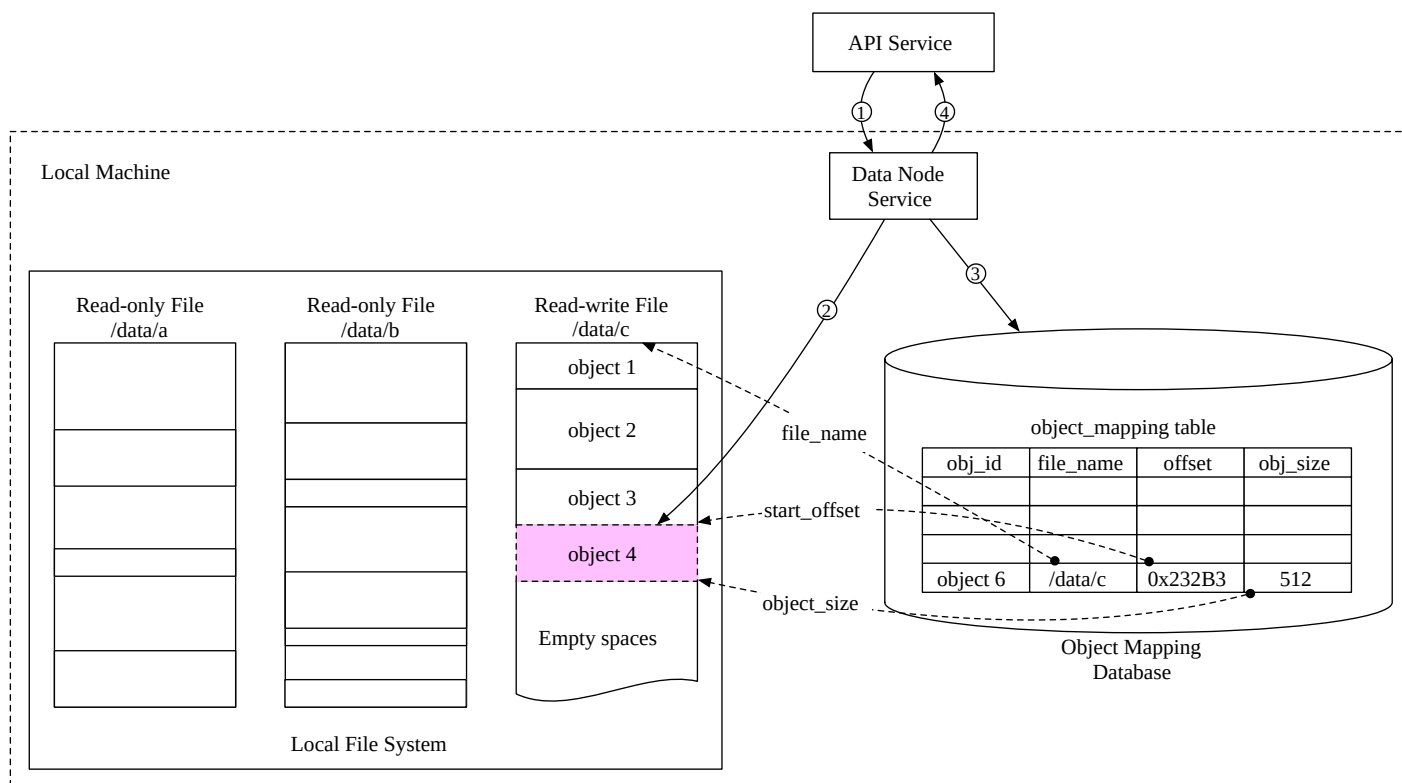 API Service
1
4
Local Machine
Data Node
Service
3
2
Read-only File
/data/a
Read-only File
/data/b
Read-write File
/data/c
object 1
object 2
object 3
object 4
Empty spaces
Local File System
file_name
start_offset
object_size
object_mapping table
obj_id file_name offset obj_size
object 6 /data/c 0x232B3 512
Object Mapping
Database